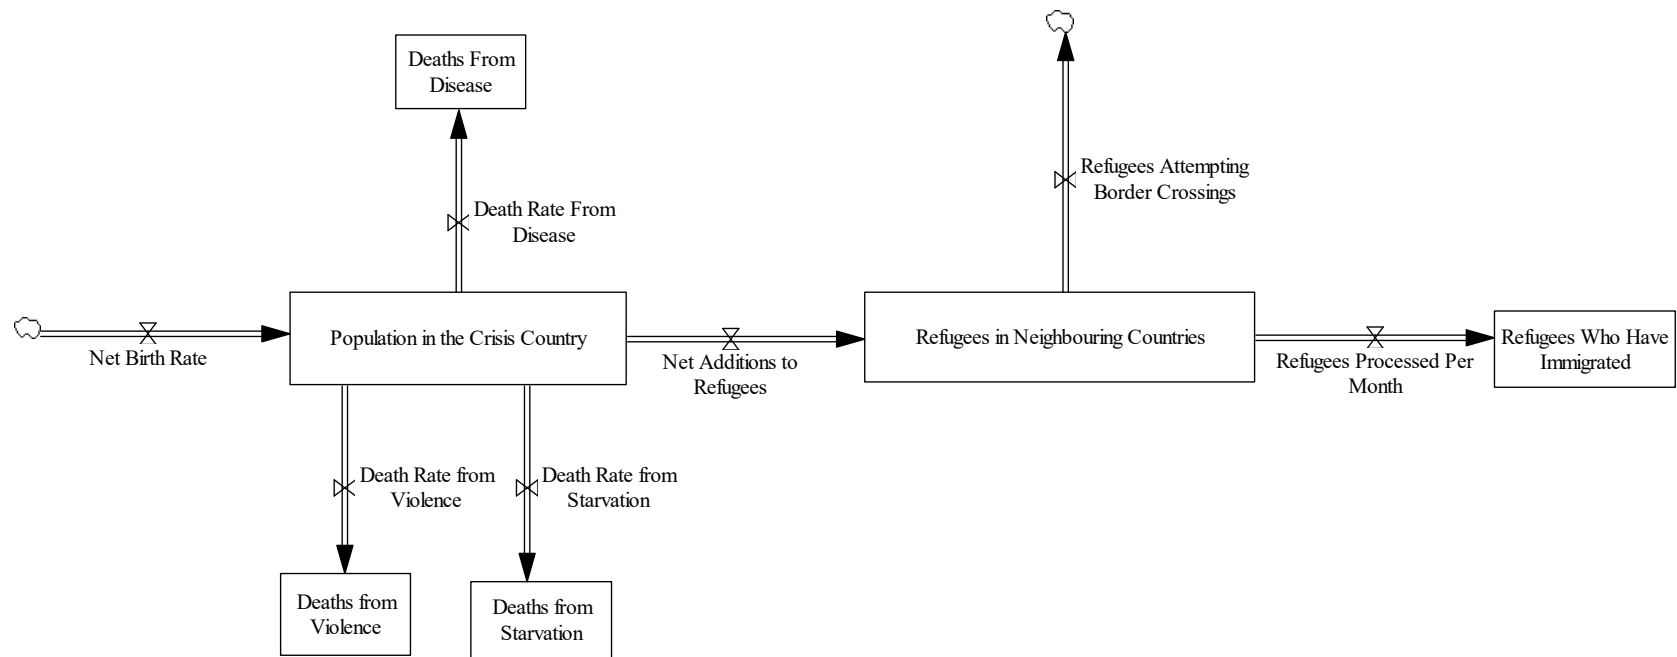 Deaths From
Disease
Refugees Attempting
Border Crossings
Death Rate From
Disease
Net Birth Rate
Population in the Crisis Country
Net Additions to
Refugees
Refugees in Neighbouring Countries
Refugees Processed Per
Month
Refugees Who Have
Immigrated
Death Rate from
Violence
Death Rate from
Starvation
Deaths from
Violence
Deaths from
Starvation